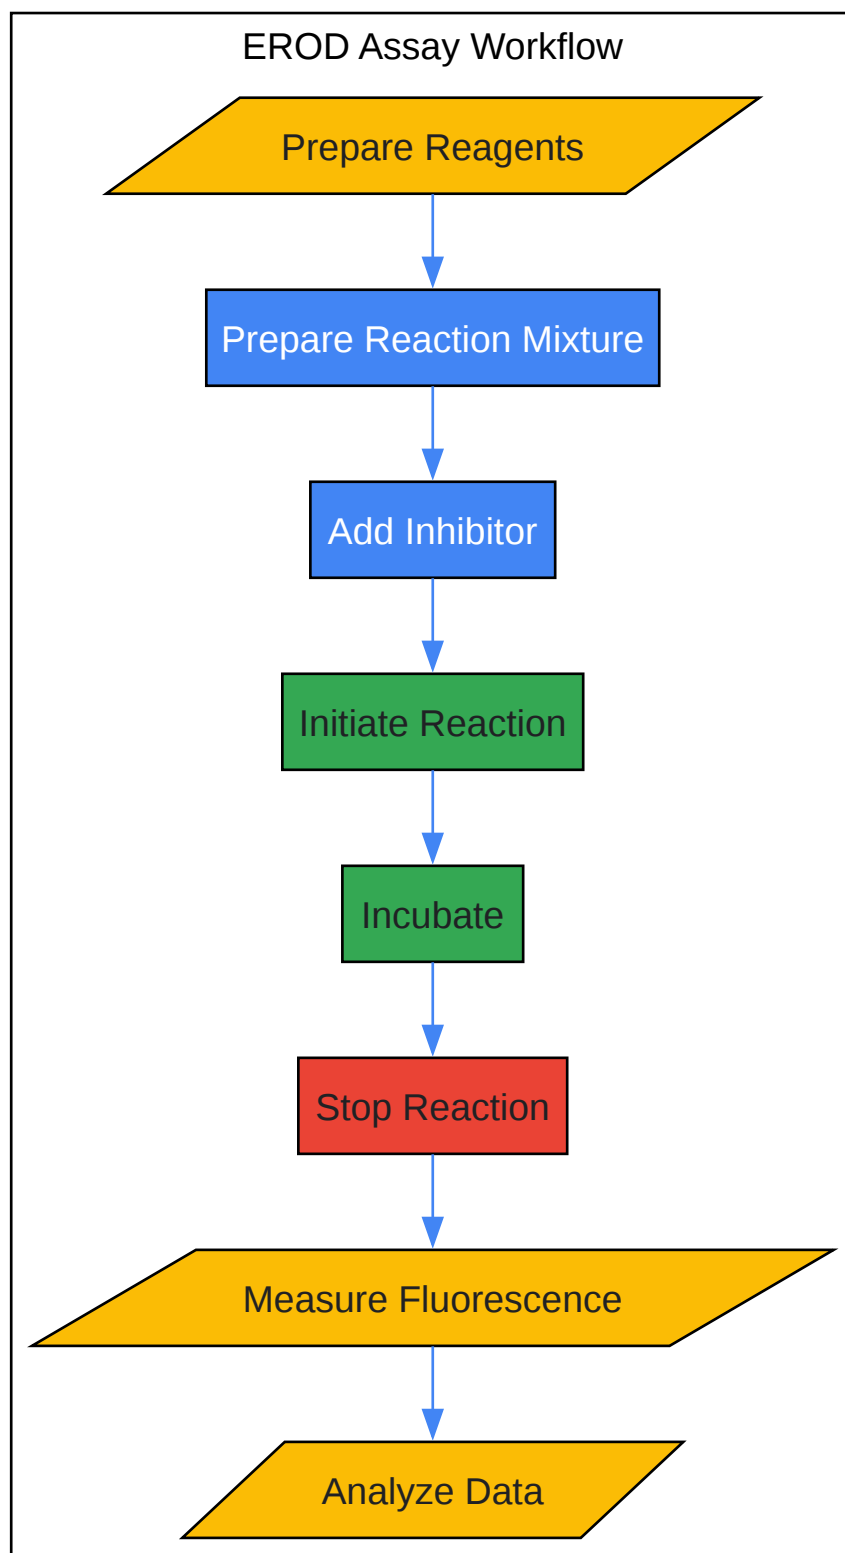 EROD Assay Workflow
Prepare Reagents
Prepare Reaction Mixture
Add Inhibitor
Initiate Reaction
Incubate
Stop Reaction
Measure Fluorescence
Analyze Data